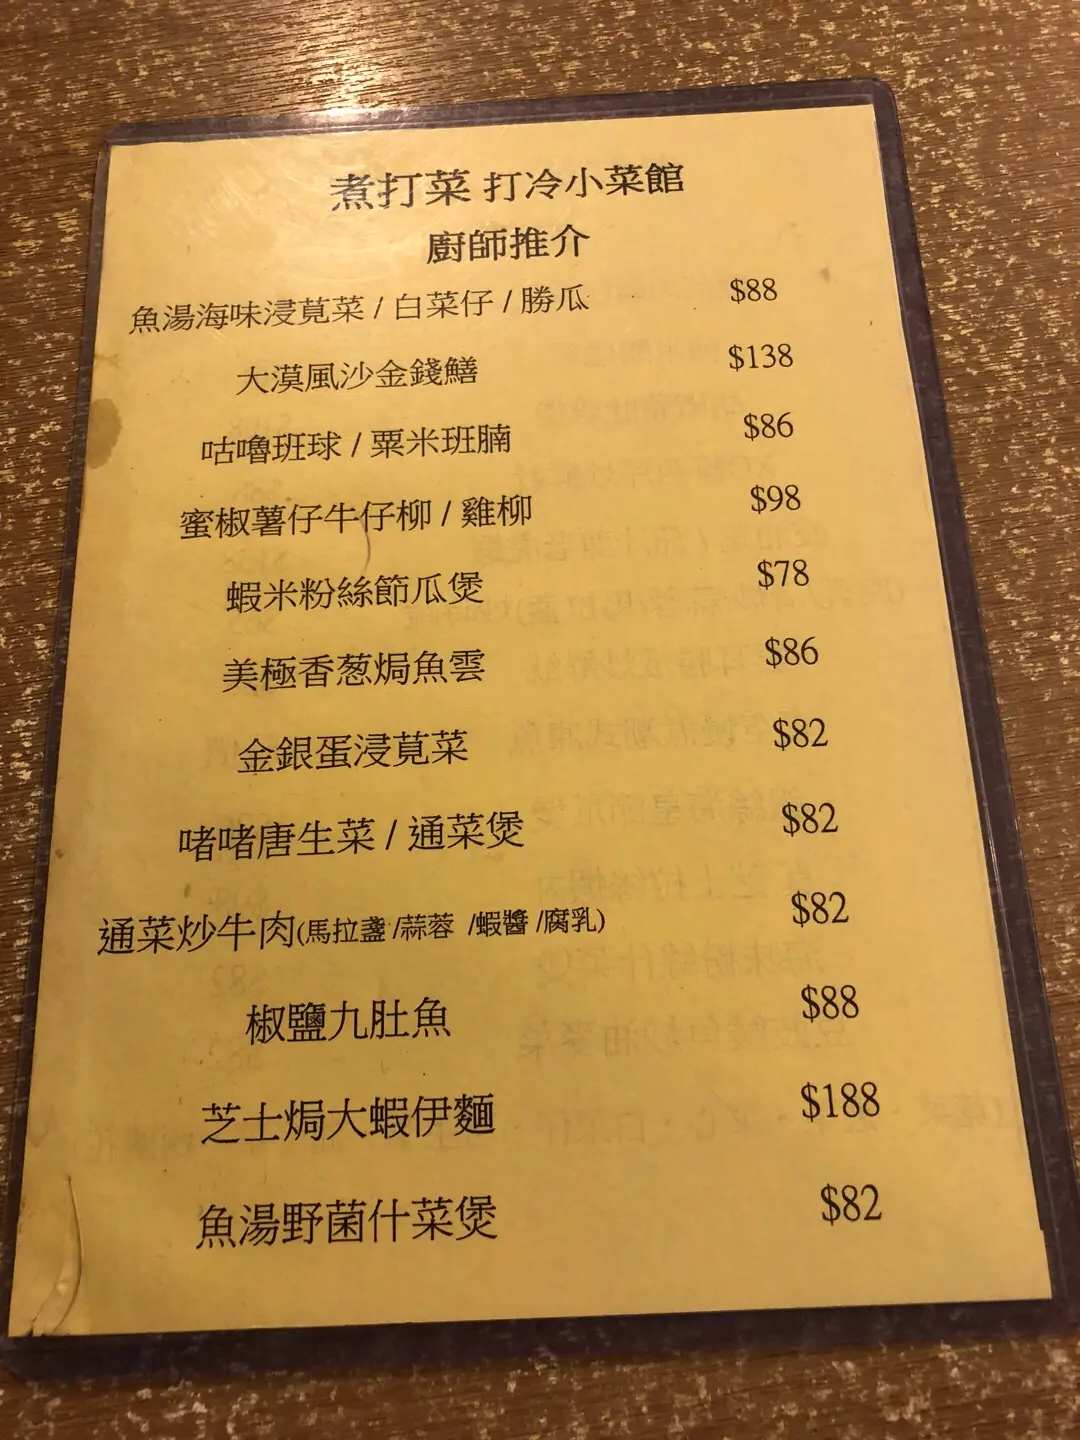 煮打菜 打冷小菜館
廚師推介
魚湯海味浸莧菜 / 白菜仔 / 勝瓜 $88
大漠風沙金錢鱔 $138
咕嚕班球 / 粟米班腩 $86
蜜椒薯仔牛仔柳 / 雞柳 $98
蝦米粉絲節瓜煲 $78
美極香葱焗魚雲 $86
金銀蛋浸莧菜 $82
啫啫唐生菜 / 通菜煲 $82
通菜炒牛肉(馬拉盞 /蒜蓉 /蝦醬 /腐乳) $82
椒鹽九肚魚 $88
芝士焗大蝦伊麵 $188
魚湯野菌什菜煲 $82